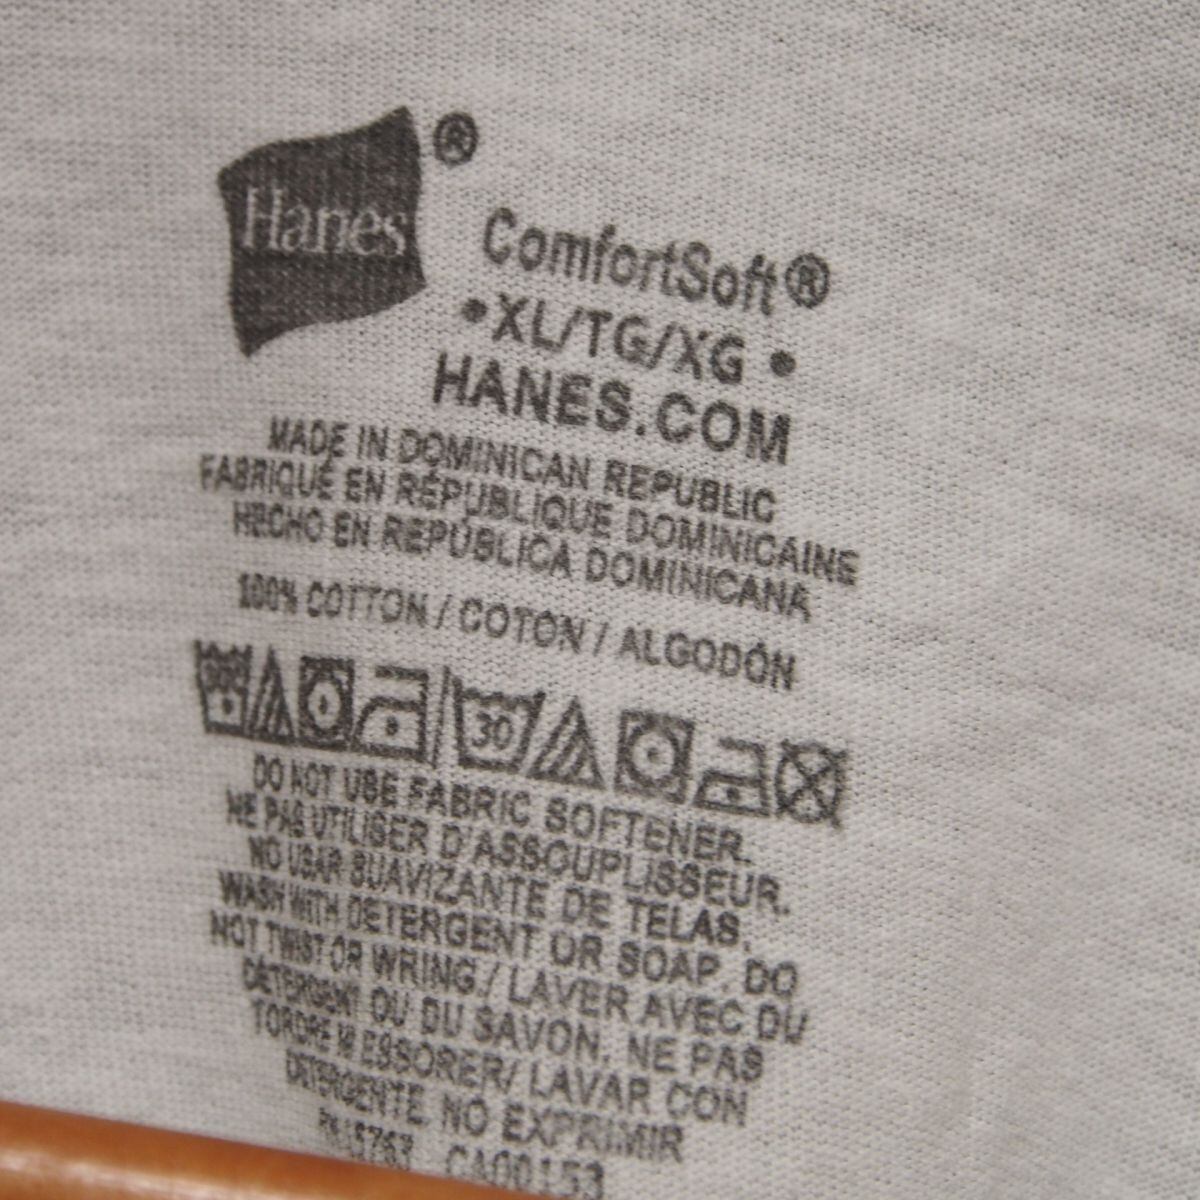 Hanes®
ComfortSoft®
•XL/TG/XG •
HANES.COM
MADE IN DOMINICAN REPUBLIC
FABRIQUÉ EN RÉPUBLIQUE DOMINICAINE
HECHO EN REPÚBLICA DOMINICANA
100% COTTON / COTON / ALGODÓN
30
DO NOT USE FABRIC SOFTENER.
NE PAS UTILISER D'ASSOUPLISSEUR.
NO USAR SUAVIZANTE DE TELAS.
WASH WITH DETERGENT OR SOAP. DO
NOT TWIST OR WRING./ LAVER AVEC DU
DÉTERGENT OU DU SAVON. NE PAS
TORDRE NI ESSORER/ LAVAR CON
DETERGENTE. NO EXPRIMIR
CA00153